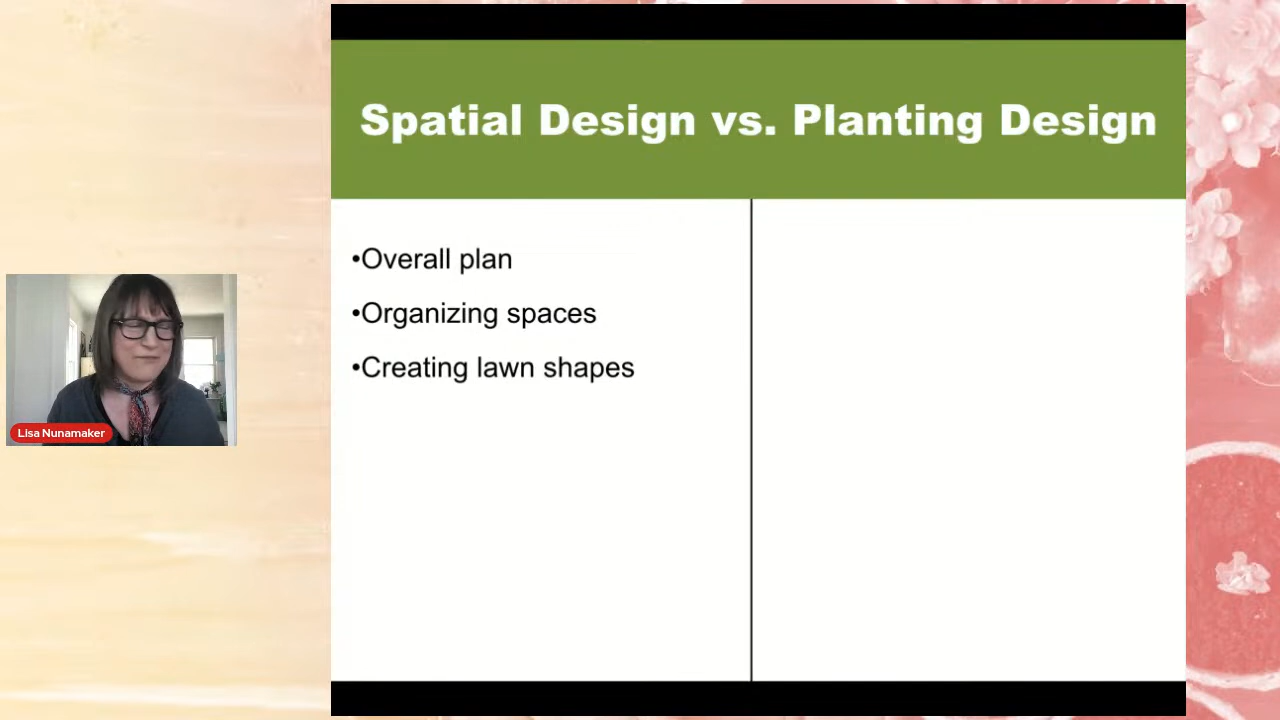 Spatial Design vs. Planting Design
•Overall plan
•Organizing spaces
•Creating lawn shapes
Lisa Nunamaker